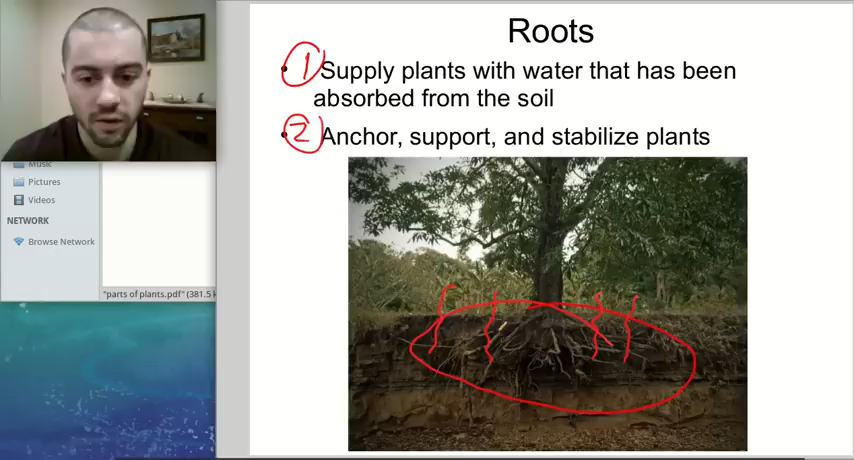 Roots
• 1 Supply plants with water that has been
absorbed from the soil
• 2 Anchor, support, and stabilize plants
Music
Pictures
Videos
NETWORK
Browse Network
"parts of plants.pdf" (381.5 k